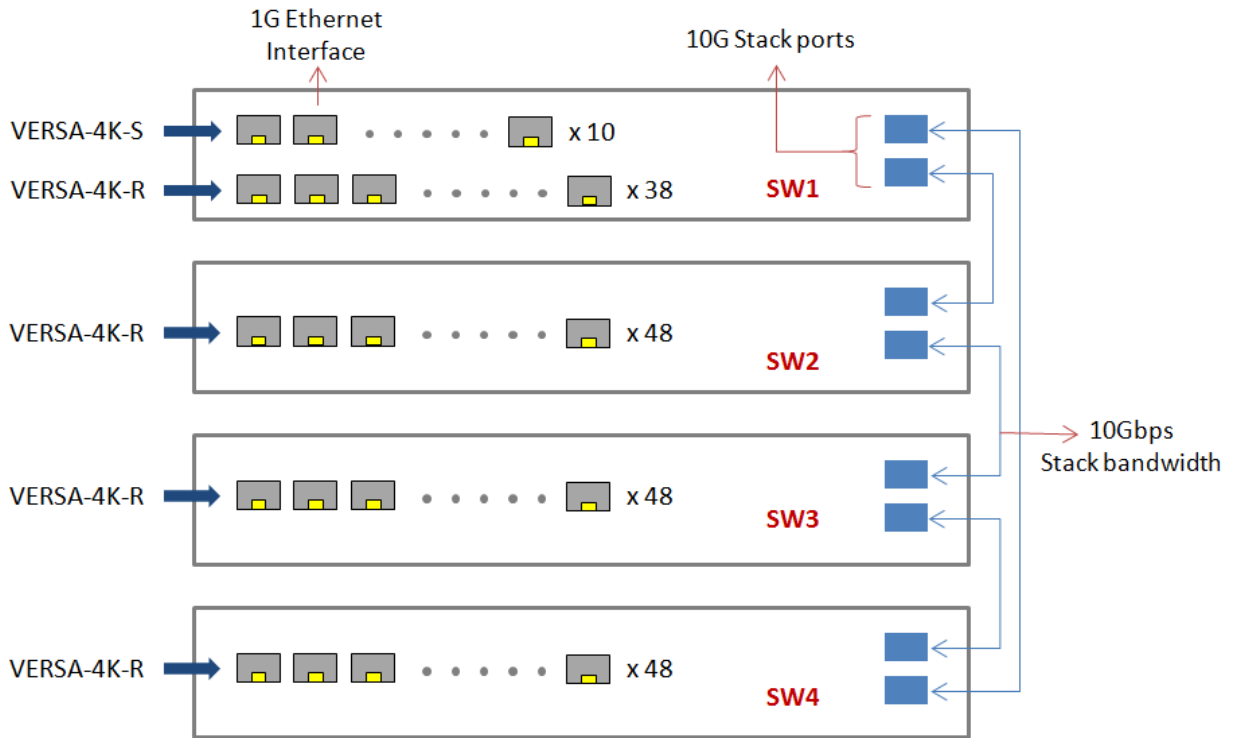 1G Ethernet
Interface
10G Stack ports
VERSA-4K-S
x 10
VERSA-4K-R
x 38
SW1
VERSA-4K-R
x 48
SW2
10Gbps
Stack bandwidth
VERSA-4K-R
x 48
SW3
VERSA-4K-R
x 48
SW4